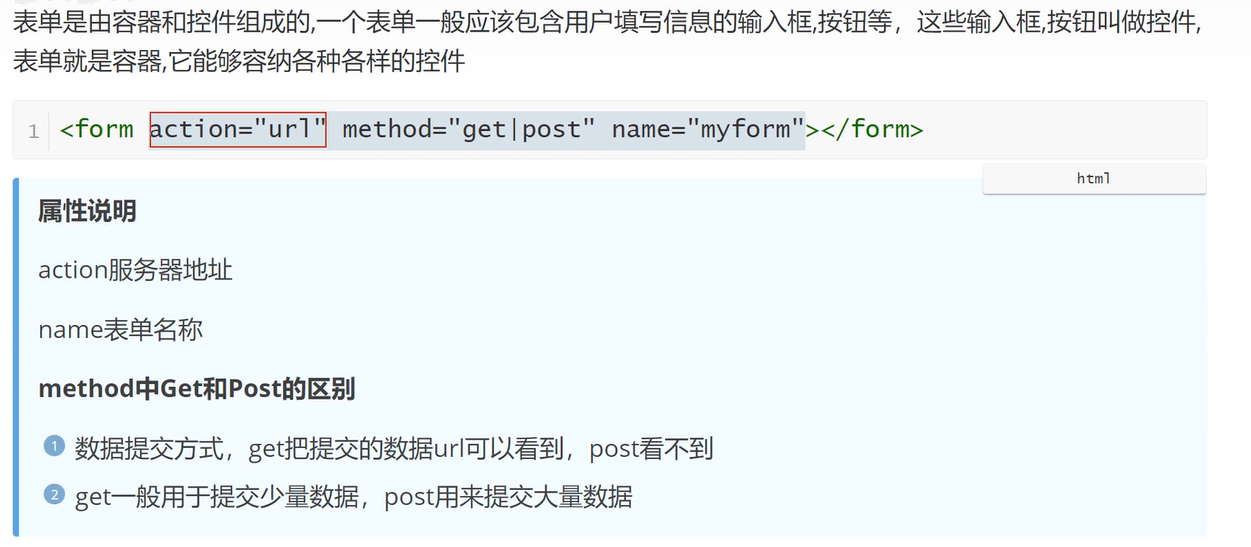 表单是由容器和控件组成的,一个表单一般应该包含用户填写信息的输入框,按钮等，这些输入框,按钮叫做控件,
表单就是容器,它能够容纳各种各样的控件
1 <form action="url" method="get|post" name="myform"></form>
html
属性说明
action服务器地址
name表单名称
method中Get和Post的区别
1 数据提交方式，get把提交的数据url可以看到，post看不到
2 get一般用于提交少量数据，post用来提交大量数据